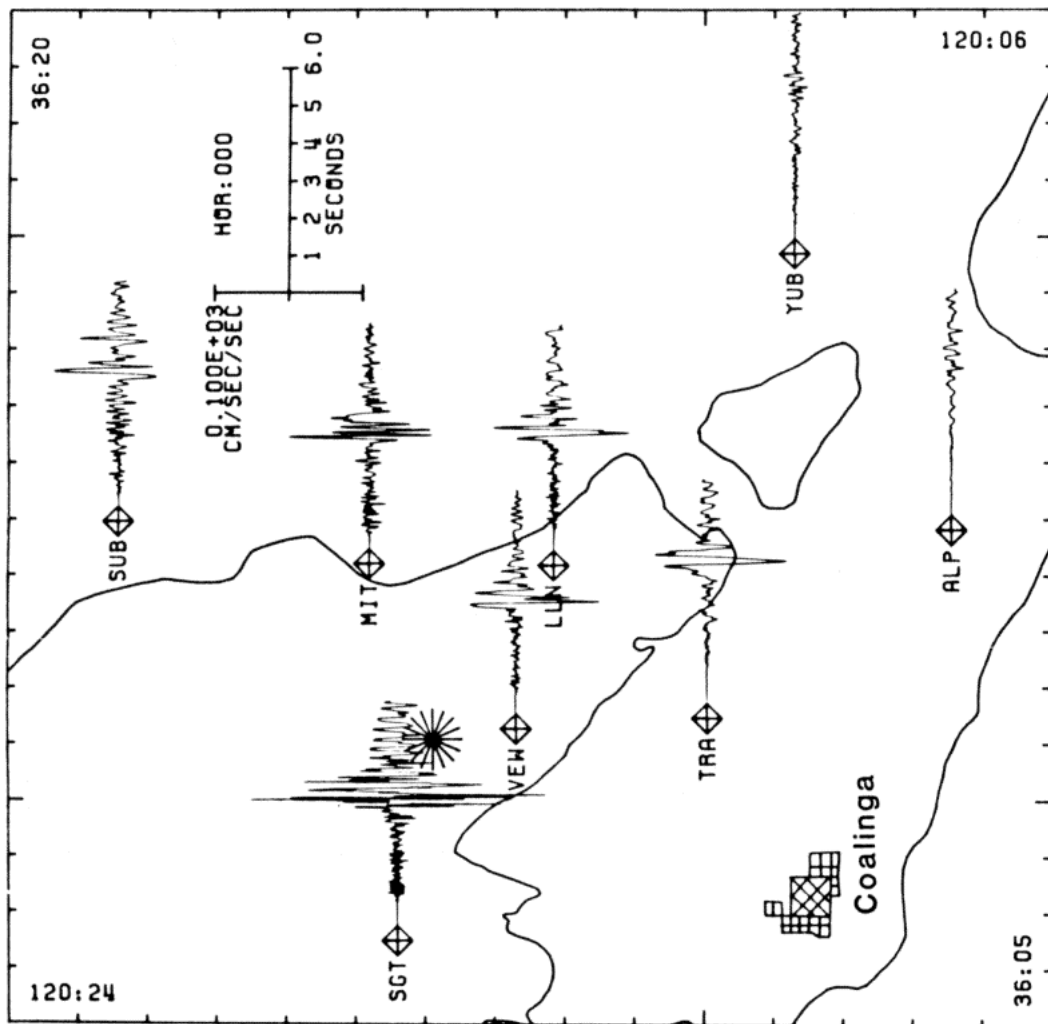 36:20
120:06
HOR:000
0.100E+03
CM/SEC/SEC
1 2 3 4 5 6.0
SECONDS
SUB
MIT
YUB
LLN
VEW
TRA
ALP
SGT
Coalinga
120:24
36:05